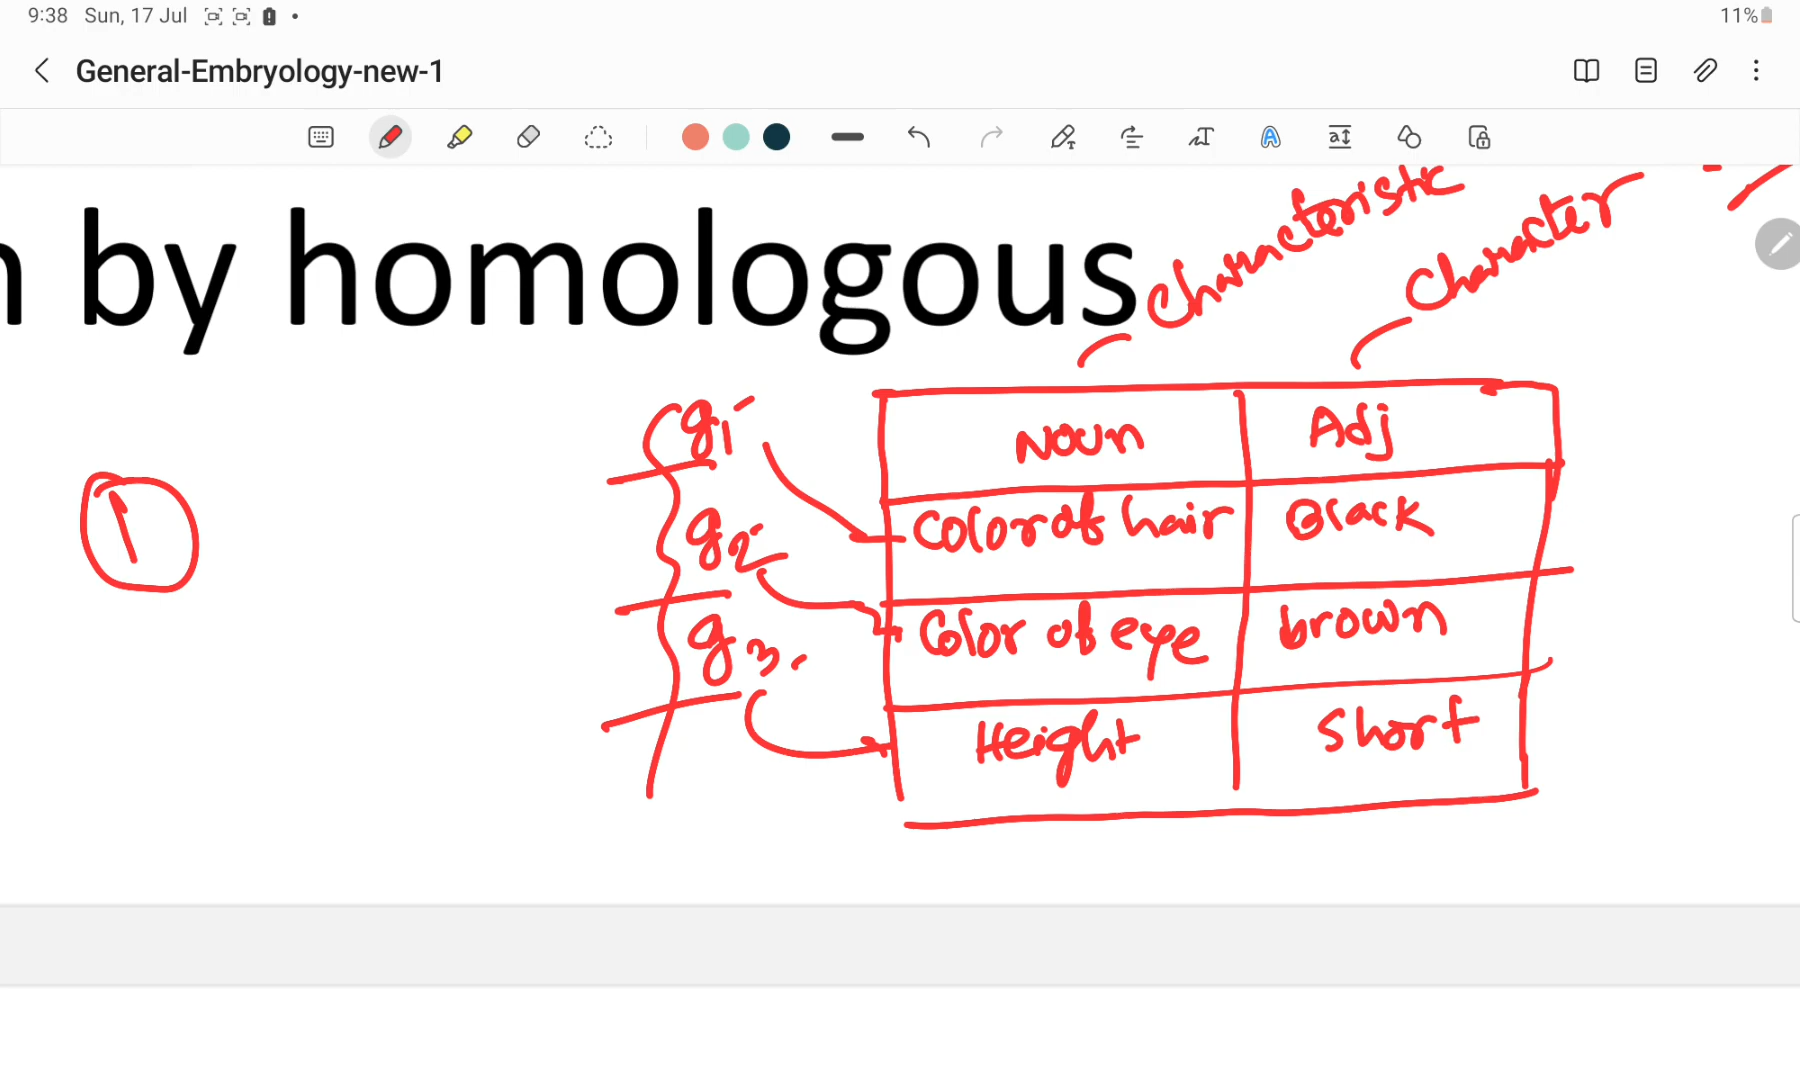 9:38 Sun, 17 Jul
11%
General-Embryology-new-1
by homologous
Characteristic
Character
g1
g2
g3
1
Noun Adj
Color of hair Black
Color of eye brown
Height Short